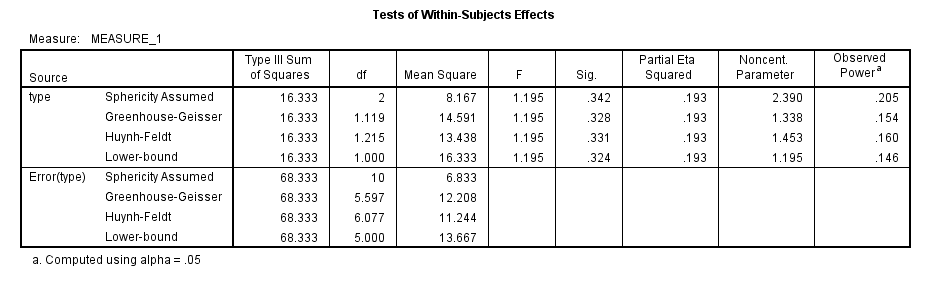 Tests of Within-Subjects Effects
Measure: MEASURE_1
Source Type III Sum of Squares df Mean Square F Sig. Partial Eta Squared Noncent. Parameter Observed Power a
type Sphericity Assumed 16.333 2 8.167 1.195 .342 .193 2.390 .205
Greenhouse-Geisser 16.333 1.119 14.591 1.195 .328 .193 1.338 .154
Huynh-Feldt 16.333 1.215 13.438 1.195 .331 .193 1.453 .160
Lower-bound 16.333 1.000 16.333 1.195 .324 .193 1.195 .146
Error(type) Sphericity Assumed 68.333 10 6.833
Greenhouse-Geisser 68.333 5.597 12.208
Huynh-Feldt 68.333 6.077 11.244
Lower-bound 68.333 5.000 13.667
a. Computed using alpha = .05